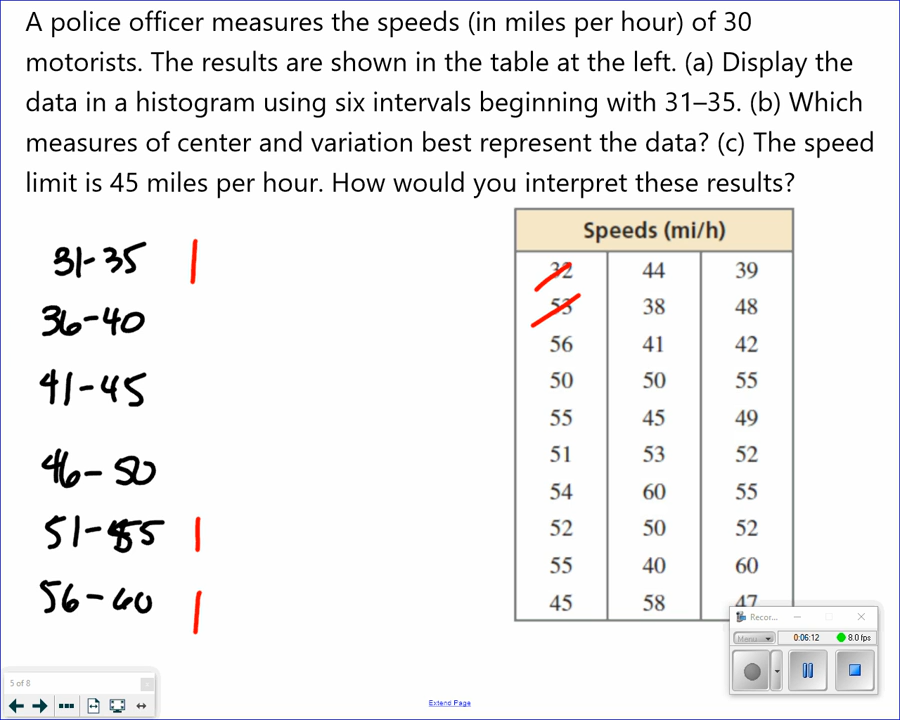 A police officer measures the speeds (in miles per hour) of 30
motorists. The results are shown in the table at the left. (a) Display the
data in a histogram using six intervals beginning with 31–35. (b) Which
measures of center and variation best represent the data? (c) The speed
limit is 45 miles per hour. How would you interpret these results?
Speeds (mi/h)
31-35 |
32 44 39
36-40
53 38 48
56 41 42
41-45
50 50 55
55 45 49
46-50
51 53 52
54 60 55
51-55 |
52 50 52
55 40 60
56-60 |
45 58 47
Recor...
Menu
0:06:12
8.0 fps
5 of 8
Extend Page